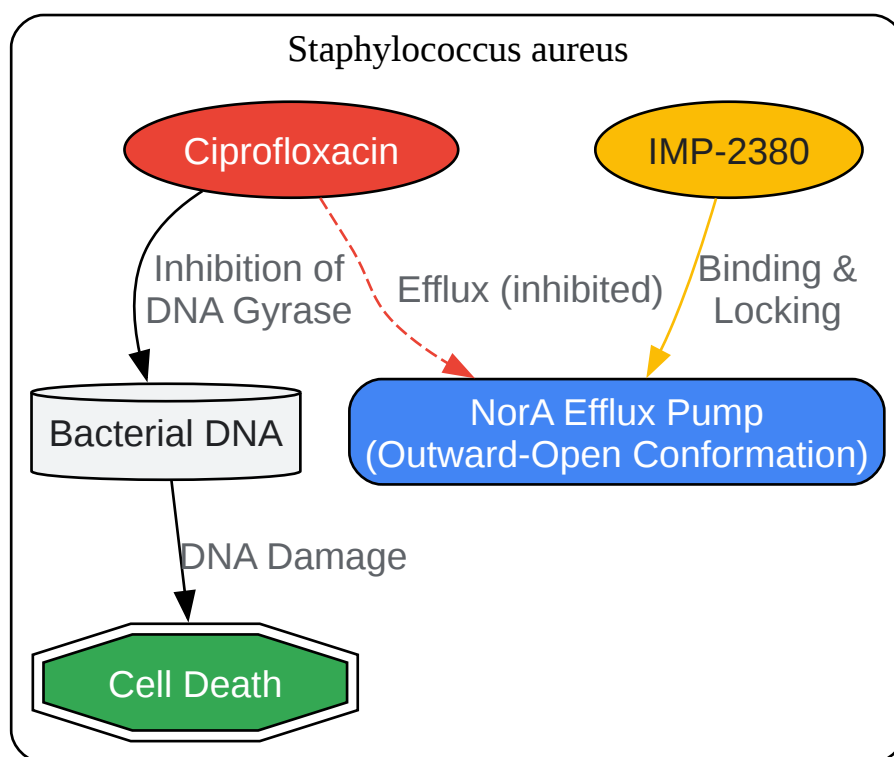 Staphylococcus aureus
Ciprofloxacin
IMP-2380
Inhibition of
DNA Gyrase
Efflux (inhibited)
Binding &
Locking
Bacterial DNA
NorA Efflux Pump
(Outward-Open Conformation)
DNA Damage
Cell Death